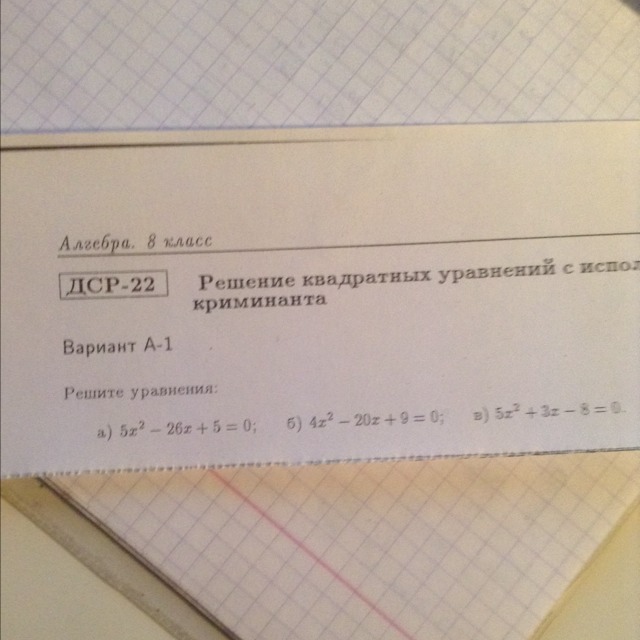 Алгебра. 8 класс
ДСР-22 Решение квадратных уравнений с испол
криминанта
Вариант А-1
Решите уравнения:
а) 5x² − 26x + 5 = 0; б) 4x² − 20x + 9 = 0; в) 5x² + 3x − 8 = 0.